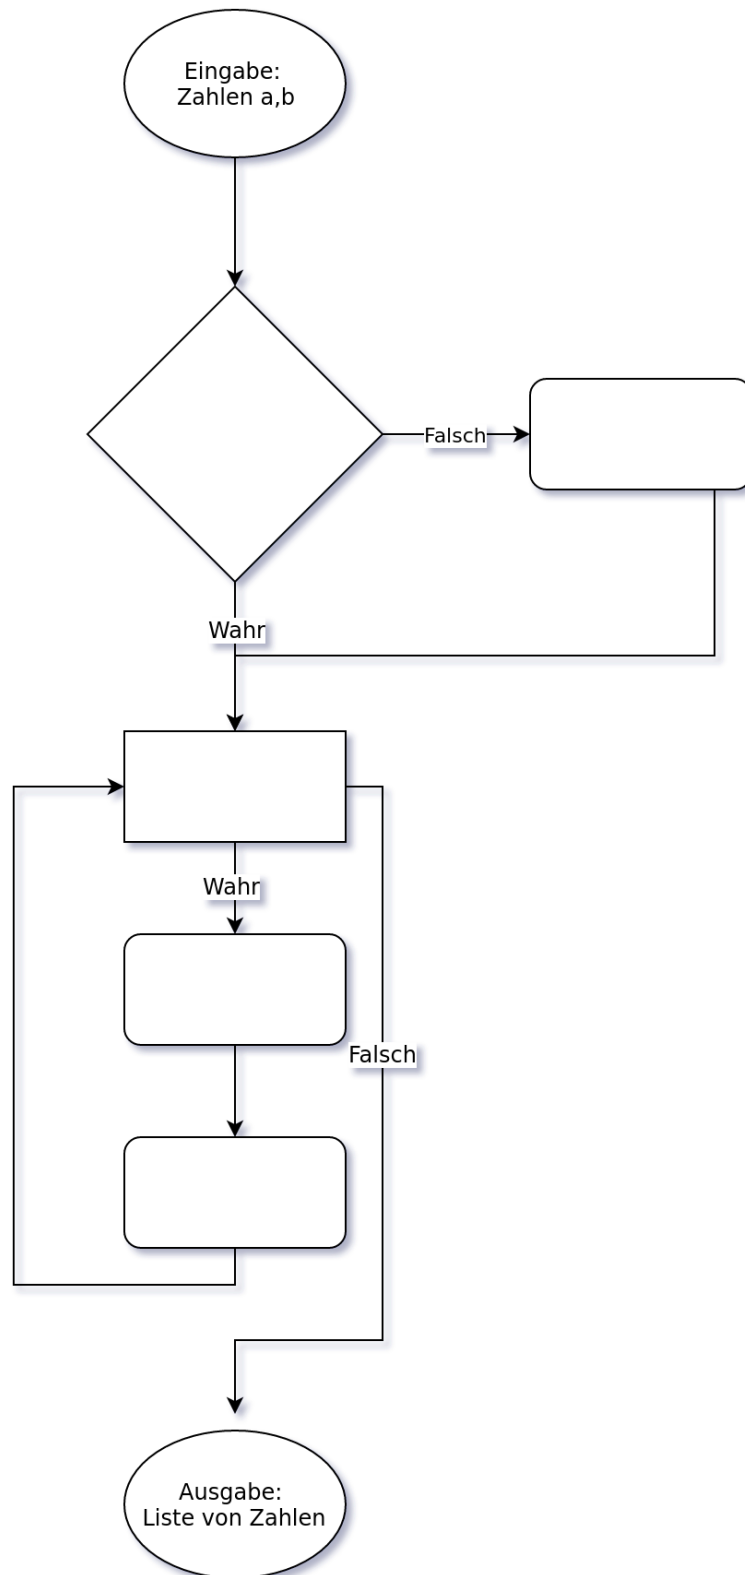 Eingabe:
Zahlen a,b
Falsch
Wahr
Wahr
Falsch
Ausgabe:
Liste von Zahlen